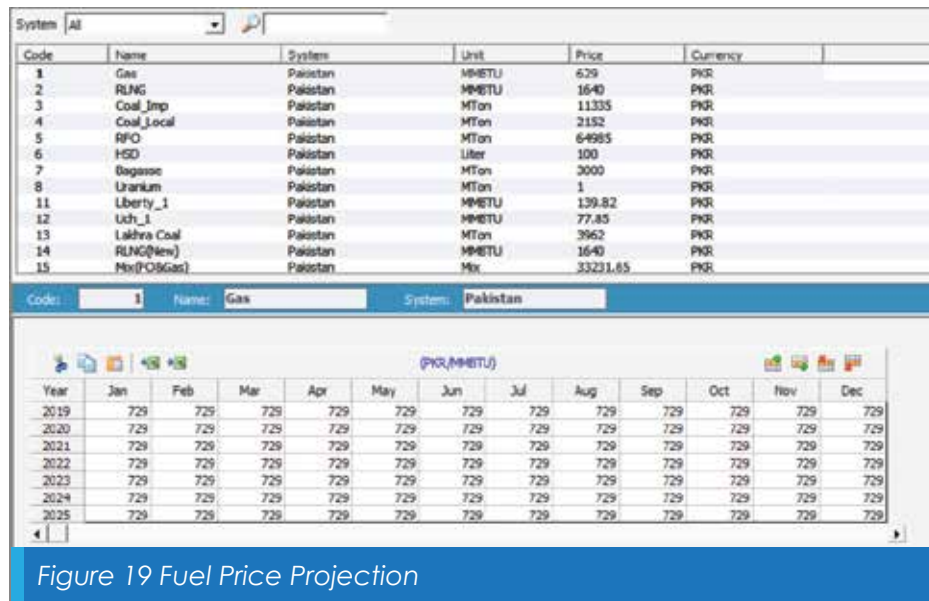 System All
Code Name System Unit Price Currency
1 Gas Pakistan MMBTU 629 PKR
2 RLNG Pakistan MMBTU 1640 PKR
3 Coal_Imp Pakistan MTon 11335 PKR
4 Coal_Local Pakistan MTon 2152 PKR
5 RFO Pakistan MTon 64985 PKR
6 HSD Pakistan Liter 100 PKR
7 Bagasse Pakistan MTon 3000 PKR
8 Uranium Pakistan MTon 1 PKR
11 Liberty_1 Pakistan MMBTU 139.82 PKR
12 Uch_1 Pakistan MMBTU 77.85 PKR
13 Lakhra Coal Pakistan MTon 3962 PKR
14 RLNG(New) Pakistan MMBTU 1640 PKR
15 Mix(FO&Gas) Pakistan Mix 33231.65 PKR
Code: 1 Name: Gas System: Pakistan
(PKR/MMBTU)
Year Jan Feb Mar Apr May Jun Jul Aug Sep Oct Nov Dec
2019 729 729 729 729 729 729 729 729 729 729 729 729
2020 729 729 729 729 729 729 729 729 729 729 729 729
2021 729 729 729 729 729 729 729 729 729 729 729 729
2022 729 729 729 729 729 729 729 729 729 729 729 729
2023 729 729 729 729 729 729 729 729 729 729 729 729
2024 729 729 729 729 729 729 729 729 729 729 729 729
2025 729 729 729 729 729 729 729 729 729 729 729 729
Figure 19 Fuel Price Projection